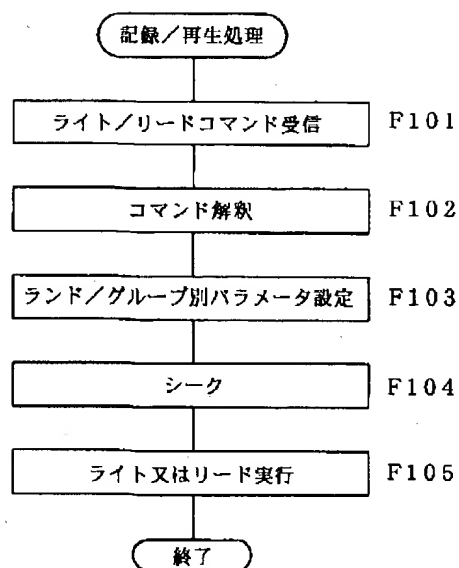 記録／再生処理
ライト／リードコマンド受信 F101
コマンド解釈 F102
ランド／グルーブ別パラメータ設定 F103
シーク F104
ライト又はリード実行 F105
終了